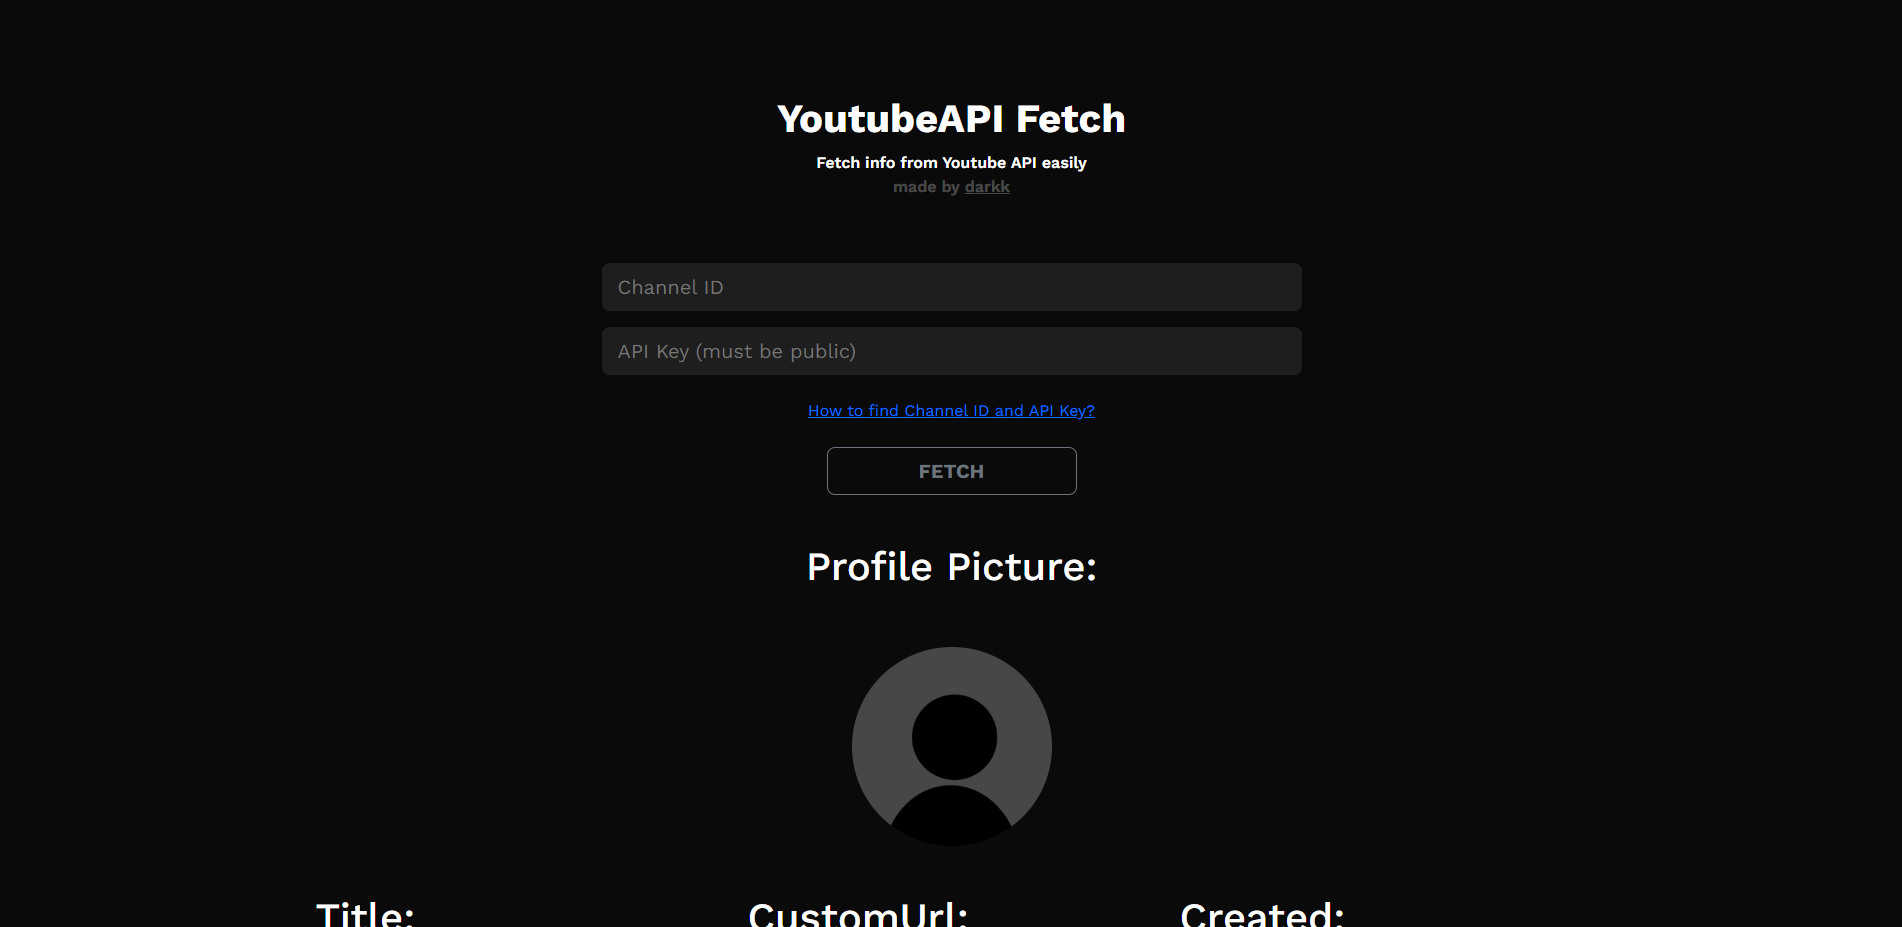 YoutubeAPI Fetch
Fetch info from Youtube API easily
made by darkk
Channel ID
API Key (must be public)
How to find Channel ID and API Key?
FETCH
Profile Picture:
Title: CustomUrl: Created: